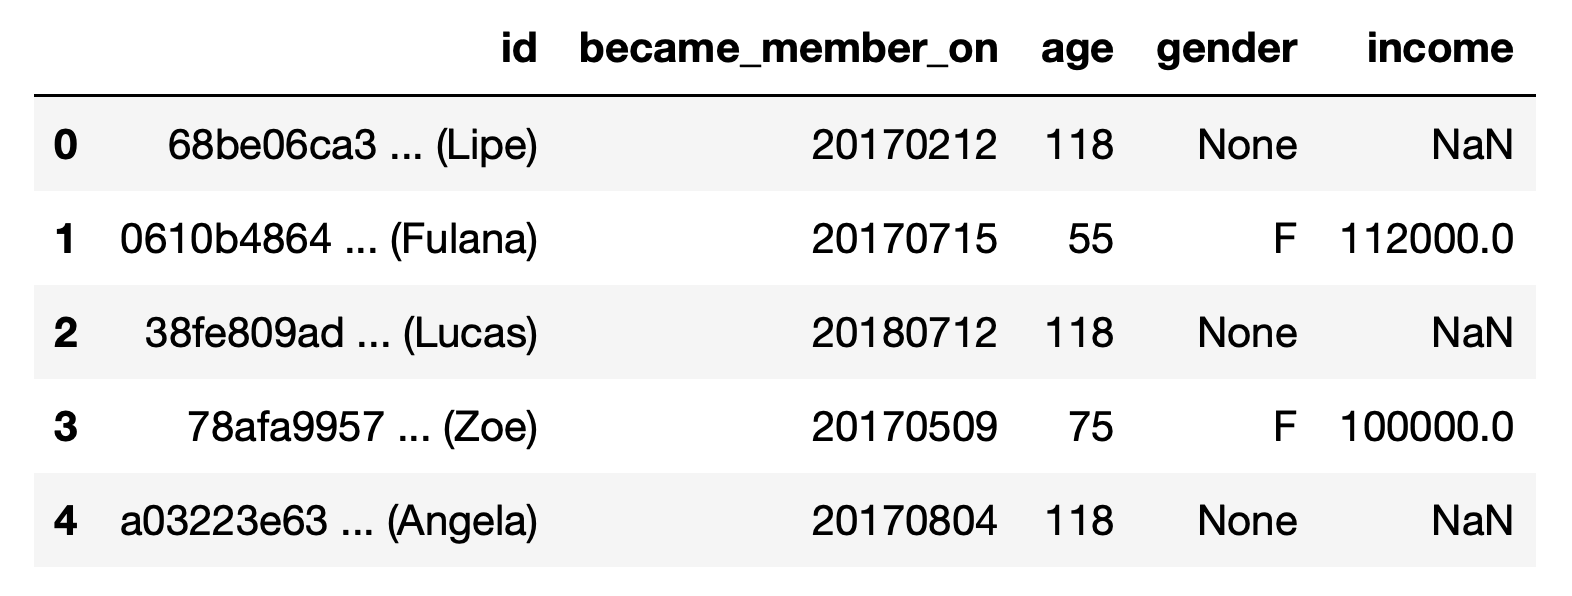 id became_member_on age gender income
0 68be06ca3 ... (Lipe) 20170212 118 None NaN
1 0610b4864 ... (Fulana) 20170715 55 F 112000.0
2 38fe809ad ... (Lucas) 20180712 118 None NaN
3 78afa9957 ... (Zoe) 20170509 75 F 100000.0
4 a03223e63 ... (Angela) 20170804 118 None NaN